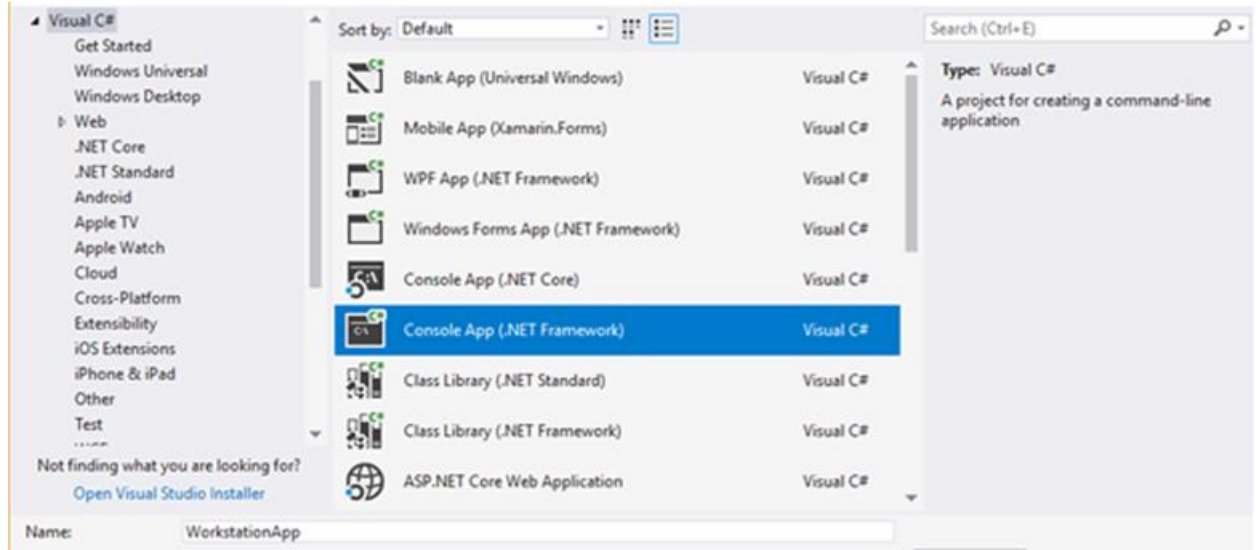 Visual C#
Get Started
Windows Universal
Windows Desktop
Web
.NET Core
.NET Standard
Android
Apple TV
Apple Watch
Cloud
Cross-Platform
Extensibility
iOS Extensions
iPhone & iPad
Other
Test
Not finding what you are looking for?
Open Visual Studio Installer
Sort by: Default
Blank App (Universal Windows) Visual C#
Mobile App (Xamarin.Forms) Visual C#
WPF App (.NET Framework) Visual C#
Windows Forms App (.NET Framework) Visual C#
Console App (.NET Core) Visual C#
Console App (.NET Framework) Visual C#
Class Library (.NET Standard) Visual C#
Class Library (.NET Framework) Visual C#
ASP.NET Core Web Application Visual C#
Search (Ctrl+E)
Type: Visual C#
A project for creating a command-line
application
Name: WorkstationApp